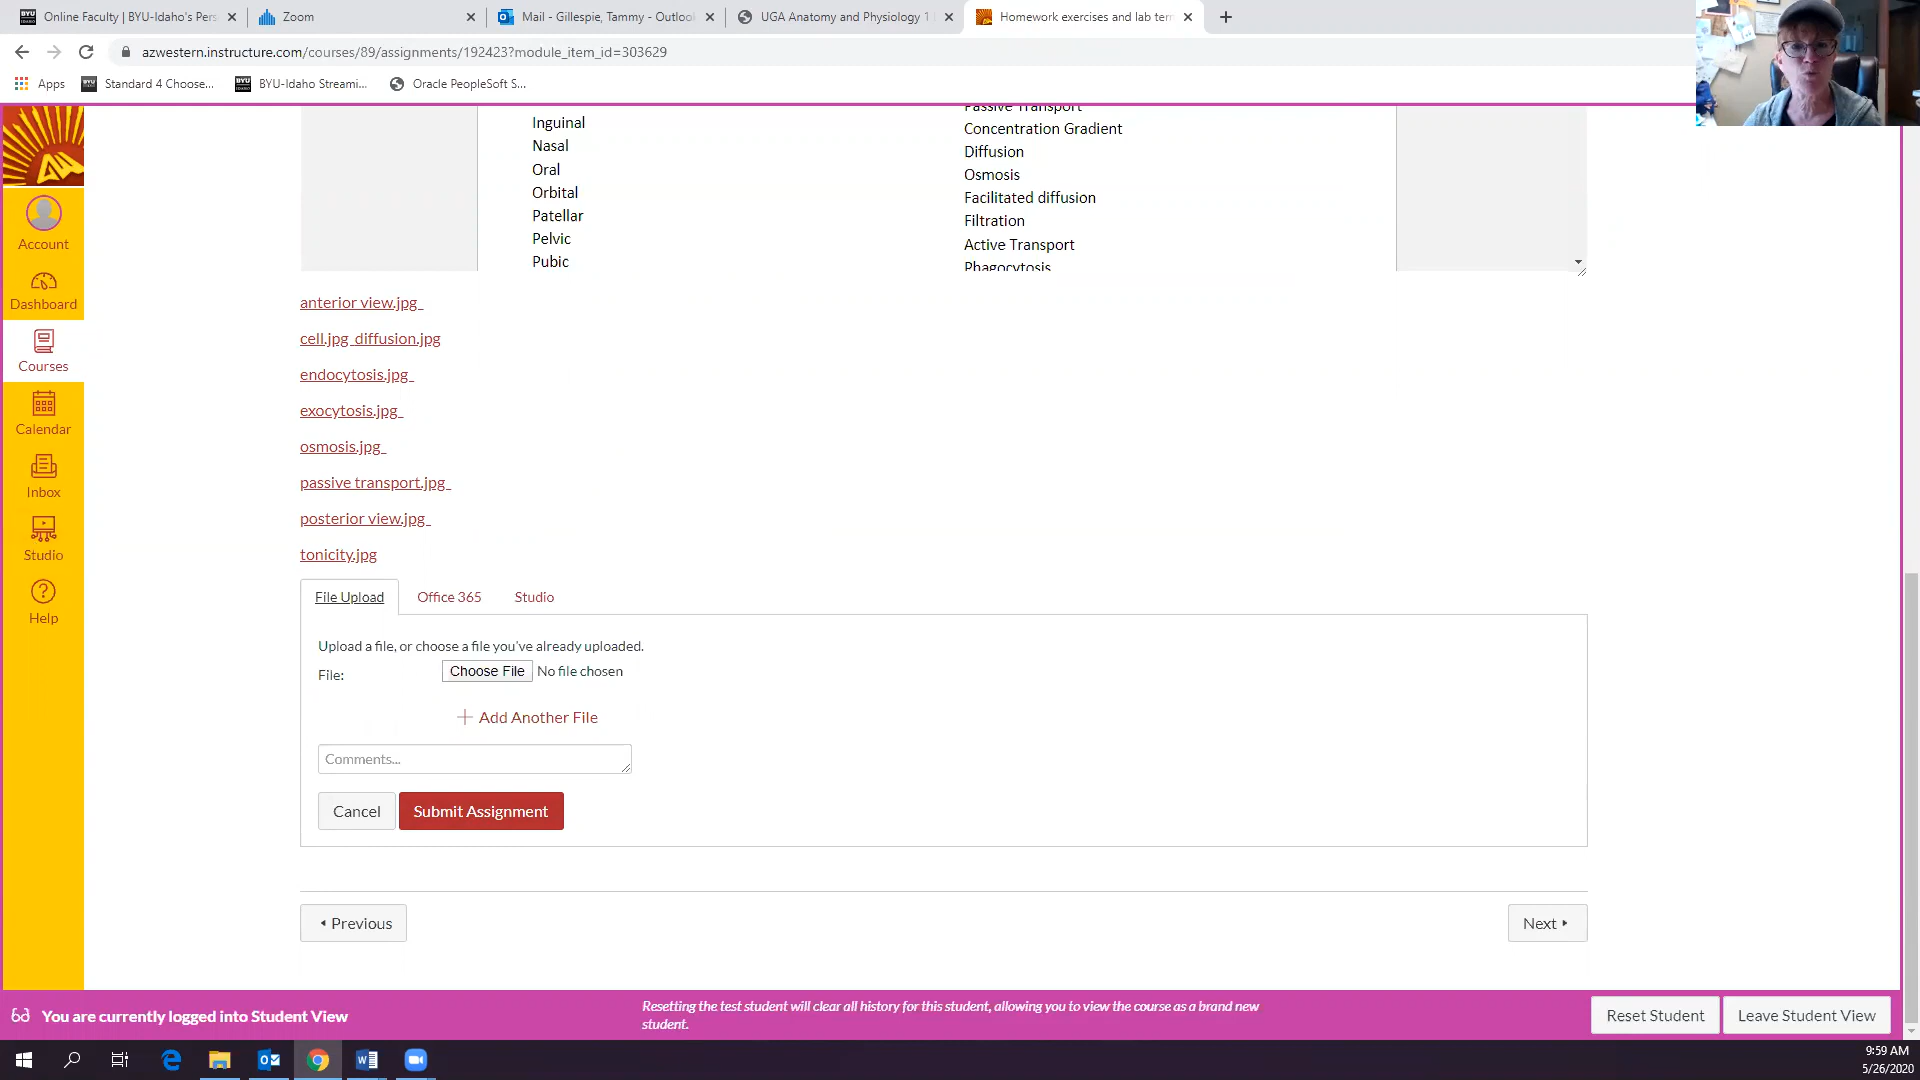 Online Faculty | BYU-Idaho's Pers
Zoom
Mail - Gillespie, Tammy - Outlook
UGA Anatomy and Physiology 1
Homework exercises and lab tem
azwestern.instructure.com/courses/89/assignments/192423?module_item_id=303629
Apps
Standard 4 Choose...
BYU-Idaho Streami...
Oracle PeopleSoft S...
Passive Transport
Inguinal
Concentration Gradient
Nasal
Diffusion
Oral
Osmosis
Orbital
Facilitated diffusion
Patellar
Filtration
Pelvic
Active Transport
Pubic
Phagocytosis
Account
Dashboard
Courses
Calendar
Inbox
Studio
Help
anterior view.jpg
cell.jpg diffusion.jpg
endocytosis.jpg
exocytosis.jpg
osmosis.jpg
passive transport.jpg
posterior view.jpg
tonicity.jpg
File Upload
Office 365
Studio
Upload a file, or choose a file you've already uploaded.
File:
Choose File No file chosen
Add Another File
Comments...
Cancel
Submit Assignment
Previous
Next
You are currently logged into Student View
Resetting the test student will clear all history for this student, allowing you to view the course as a brand new
student.
Reset Student
Leave Student View
9:59 AM
5/26/2020